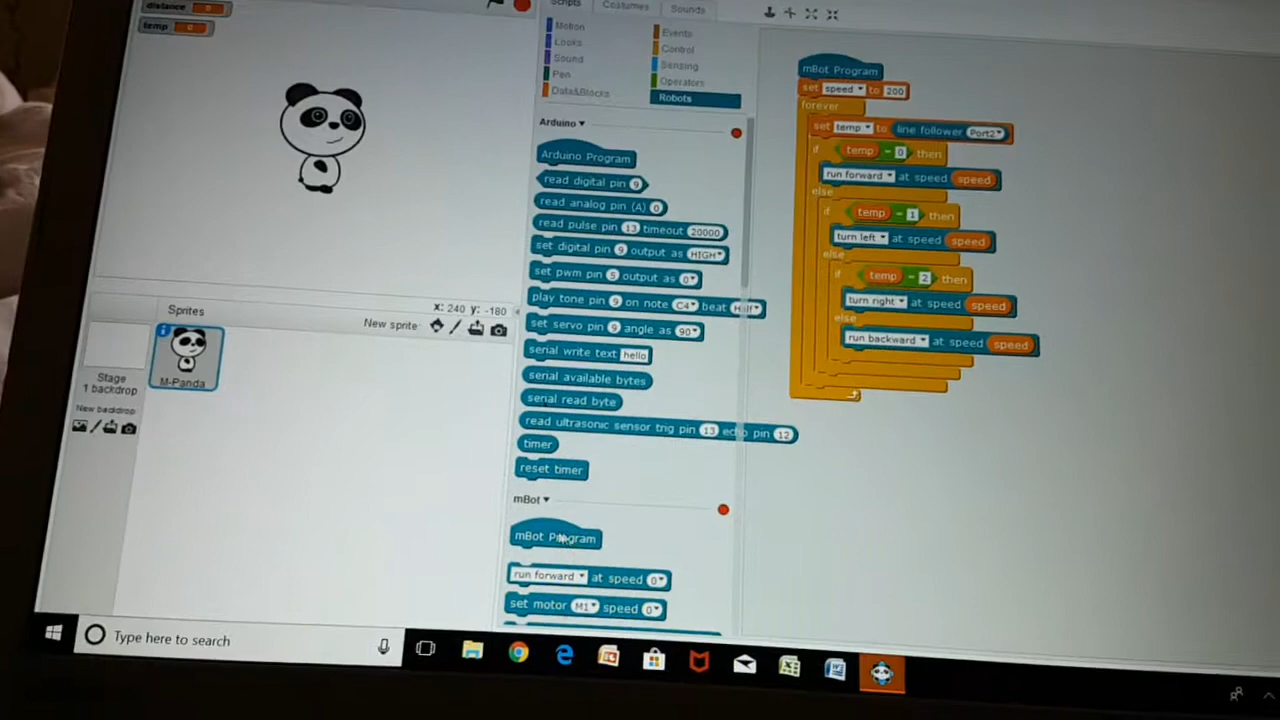 distance 0
temp 0
Scripts Costumes Sounds
Motion
Looks
Sound
Pen
Data&Blocks
Events
Control
Sensing
Operators
Robots
Arduino
Arduino Program
read digital pin 9
read analog pin (A) 0
read pulse pin 13 timeout 20000
set digital pin 9 output as HIGH
set pwm pin 5 output as 0
play tone pin 9 on note C4 beat Half
set servo pin 9 angle as 90
serial write text hello
serial available bytes
serial read byte
read ultrasonic sensor trig pin 13 echo pin 12
timer
reset timer
mBot
mBot Program
run forward at speed 0
set motor M1 speed 0
mBot Program
set speed to 200
forever
set temp to line follower Port2
if temp = 0 then
run forward at speed speed
else
if temp = 1 then
turn left at speed speed
else
if temp = 2 then
turn right at speed speed
else
run backward at speed speed
X: 240 y: -180
Sprites
New sprite:
M-Panda
Stage
1 backdrop
New backdrop
Type here to search